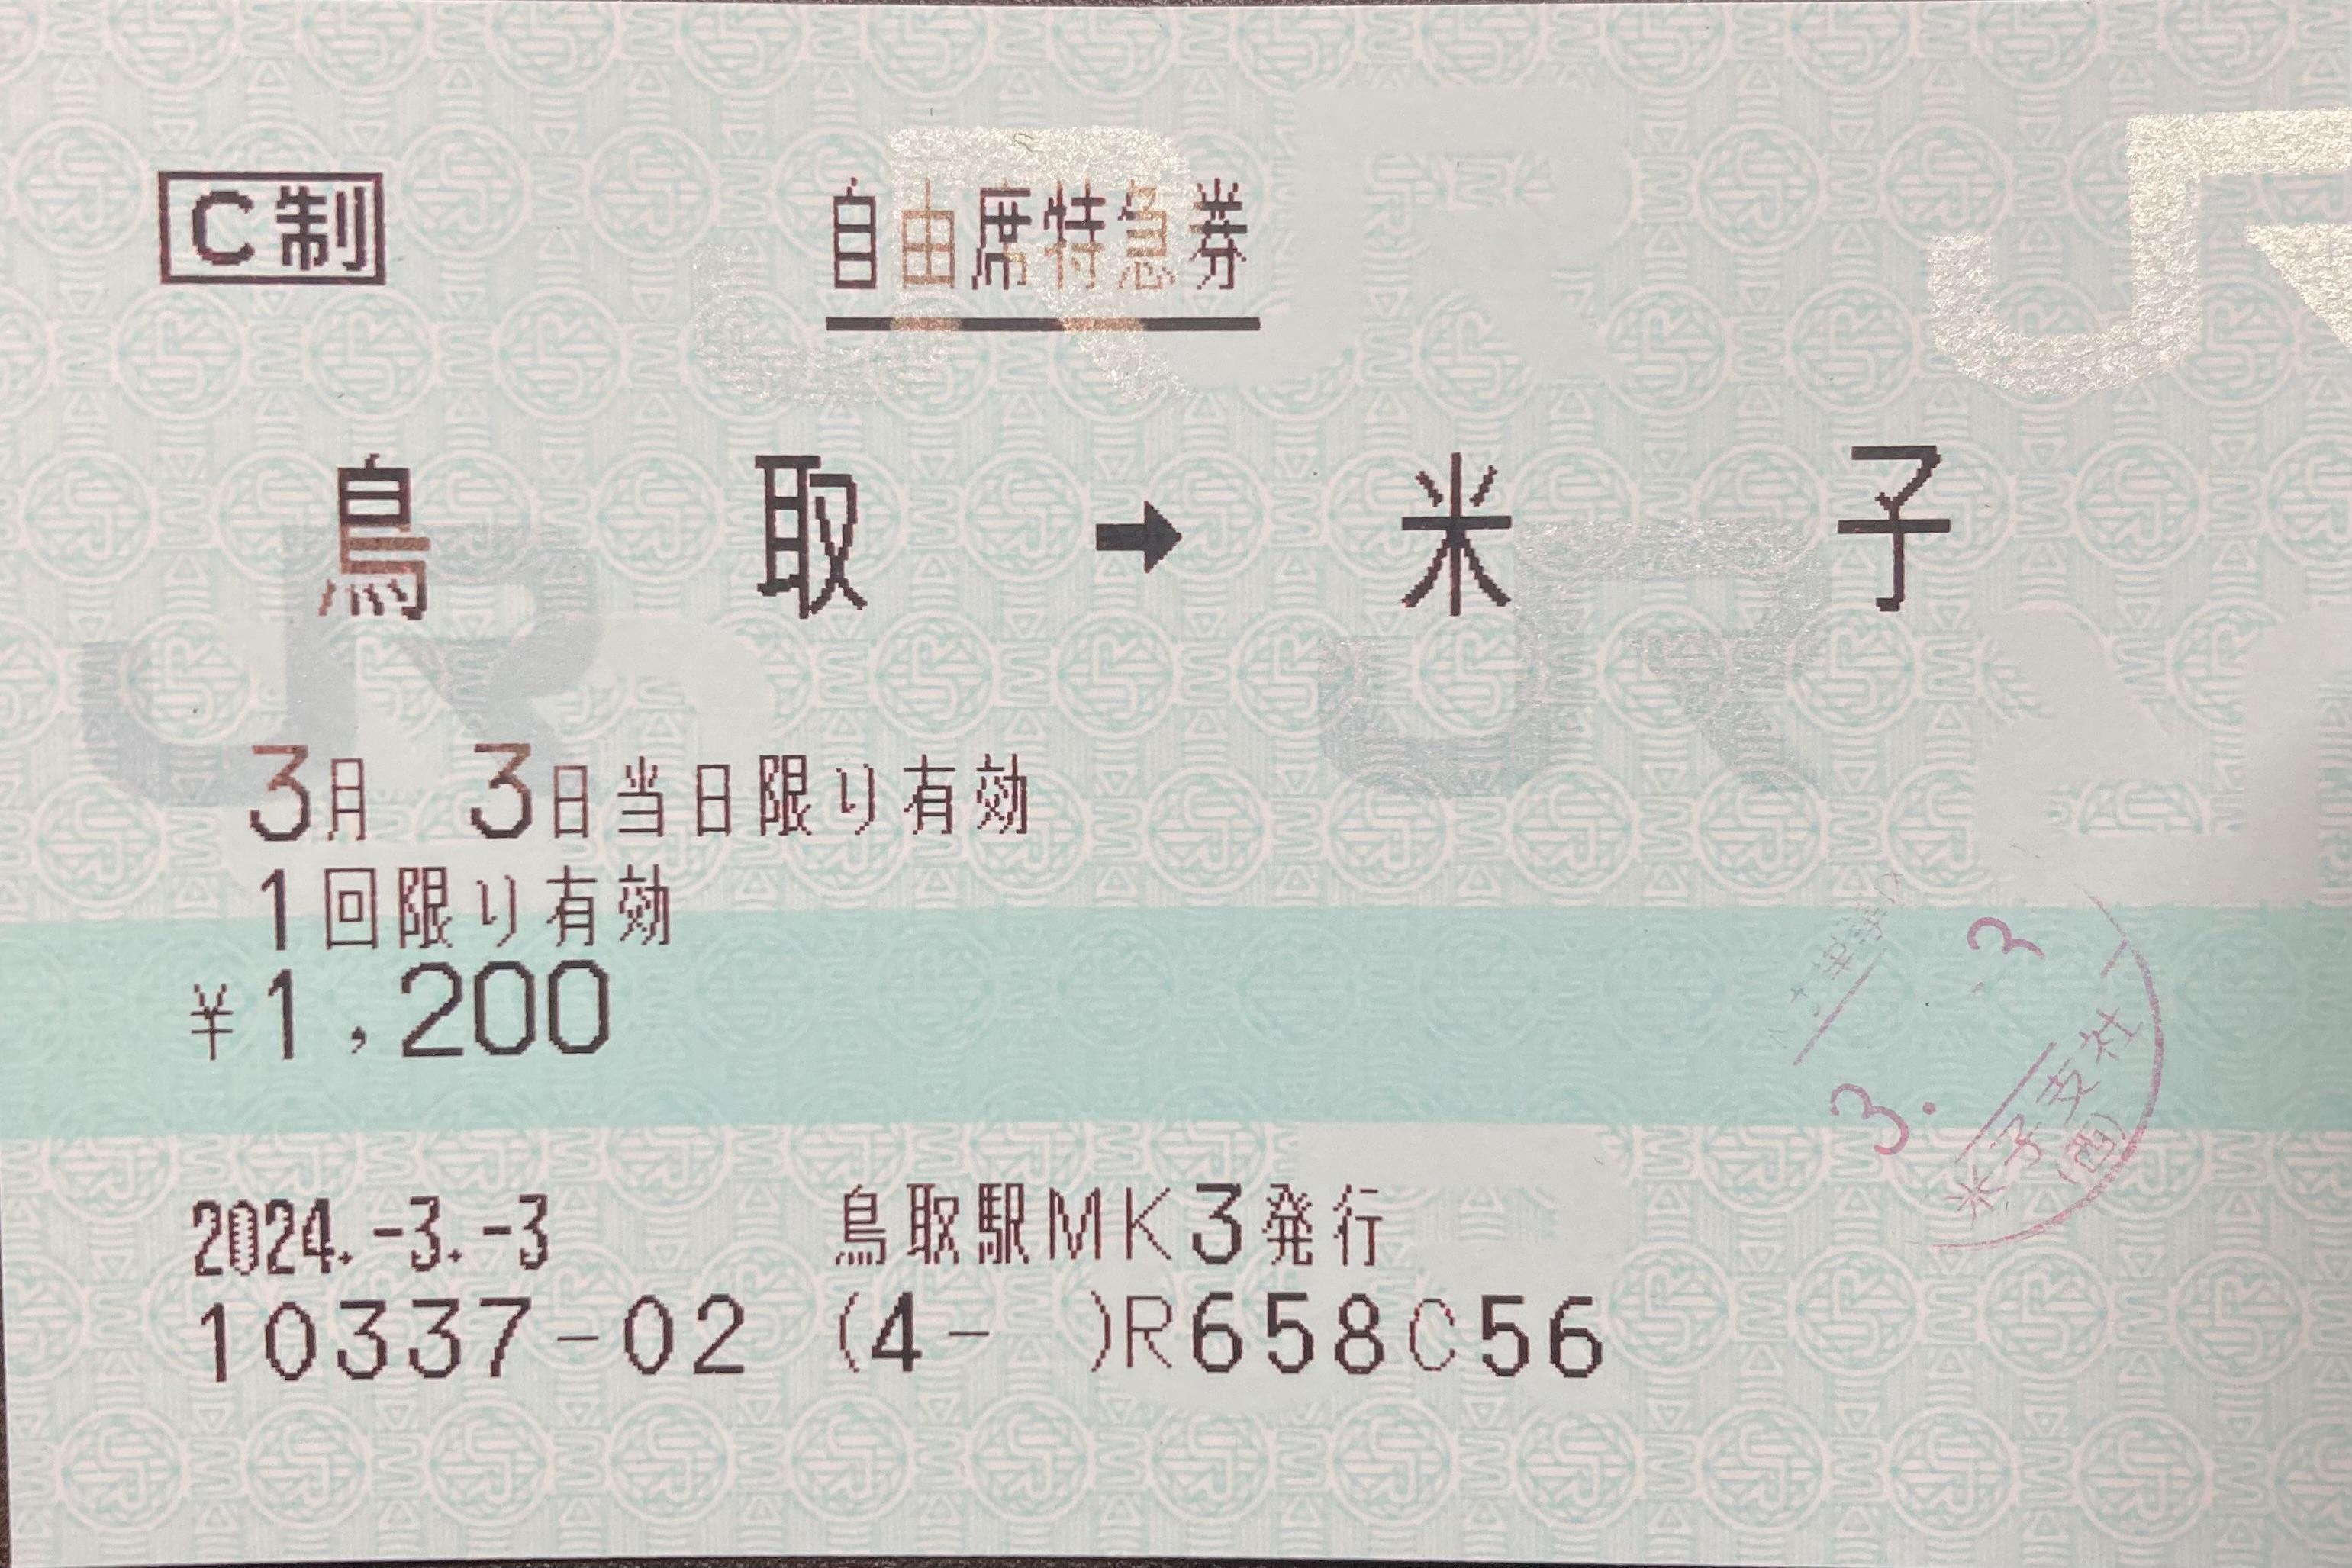 C制 自由席特急券
鳥取➡米子
3月 3日当日限り有効
1回限り有効
¥1,200
2024.-3.-3 鳥取駅MK3発行
10337-02 (4- )R658C56
3.-3
米子支社
(西)
JR